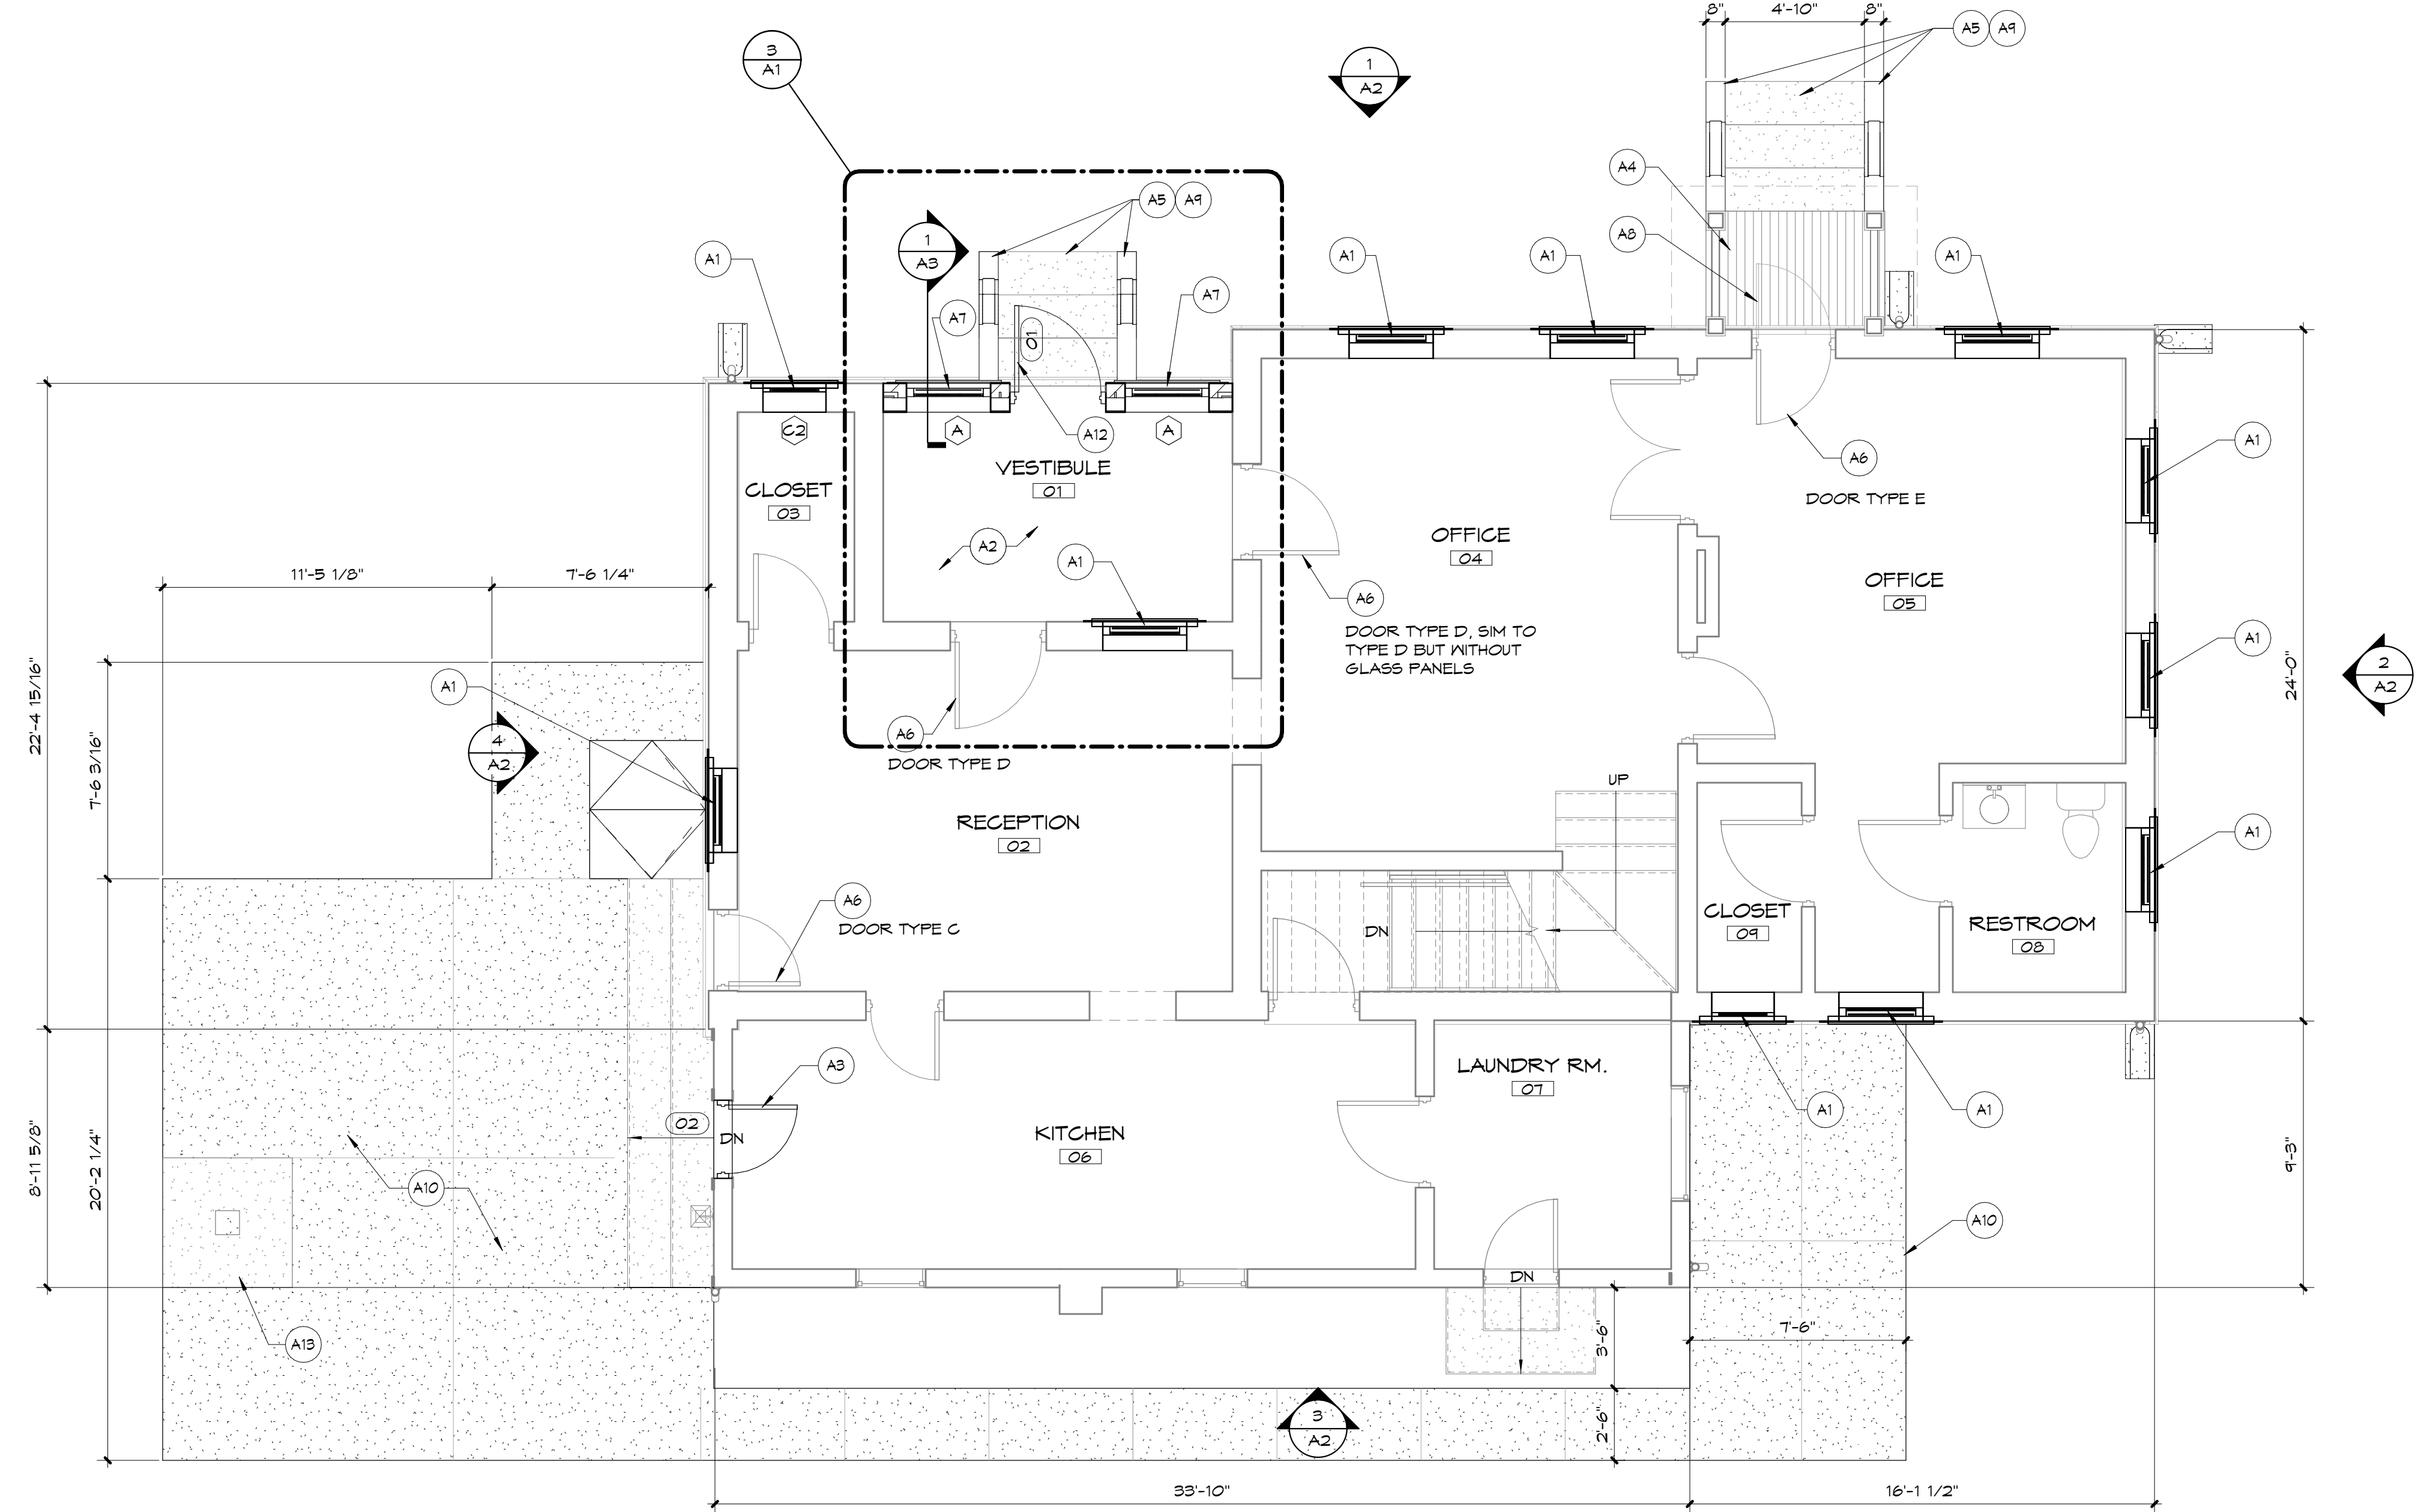 8" 4'-10" 8"
A5 A9
3
A1
1
A2
A4
A5 A9
A8
1
A3
A1
A1
A1
A1
A7
A7
01
C2
A
A12
A
A1
A6
VESTIBULE
01
CLOSET
03
DOOR TYPE E
OFFICE
04
A2
A1
11'-5 1/8"
7'-6 1/4"
OFFICE
05
A6
DOOR TYPE D, SIM TO
TYPE D BUT WITHOUT
GLASS PANELS
A1
2
A2
24'-0"
22'-4 15/16"
A1
4
A2
A6
DOOR TYPE D
7'-6 3/16"
UP
RECEPTION
02
A1
A6
DOOR TYPE C
DN
CLOSET
09
RESTROOM
08
A3
LAUNDRY RM.
07
02
DN
KITCHEN
06
A1
A1
8'-11 5/8"
20'-2 1/4"
9'-3"
A10
A10
DN
A13
3'-6"
7'-6"
3
A2
2'-6"
33'-10"
16'-1 1/2"